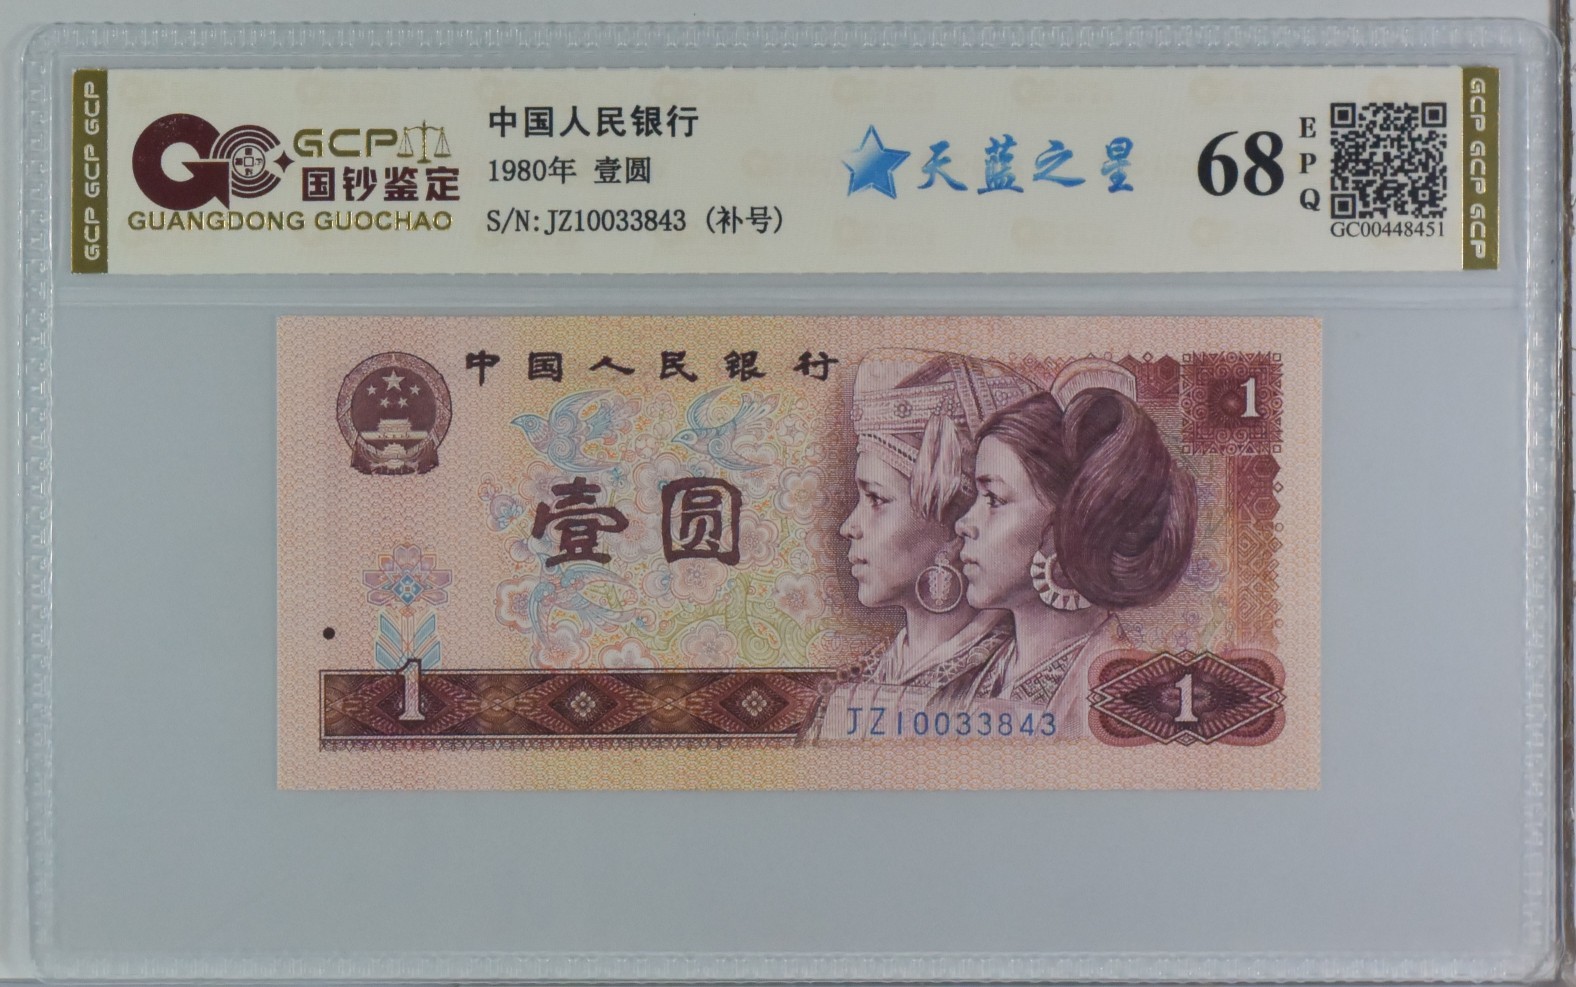 GCP GCP GCP
GCP
国钞鉴定
GUANGDONG GUOCHAO
中国人民银行
1980年 壹圆
S/N:JZ10033843 (补号)
天蓝之星
68
EPQ
GC00448451
GCP GCP GCP
中国人民银行
1
壹圆
1
JZ10033843
1